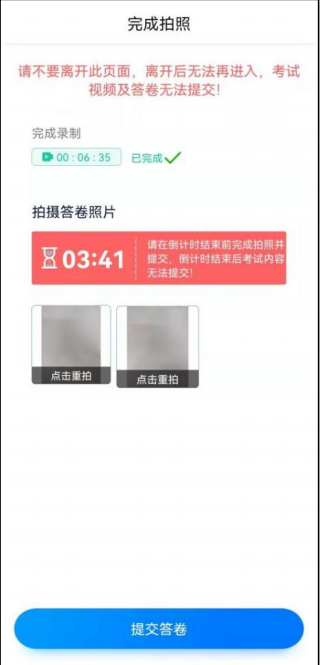 完成拍照
请不要离开此页面，离开后无法再进入，考试
视频及答卷无法提交！
完成录制
00 : 06 : 35 已完成
拍摄答卷照片
03:41
请在倒计时结束前完成拍照并
提交，倒计时结束后考试内容
无法提交！
点击重拍 点击重拍
提交答卷